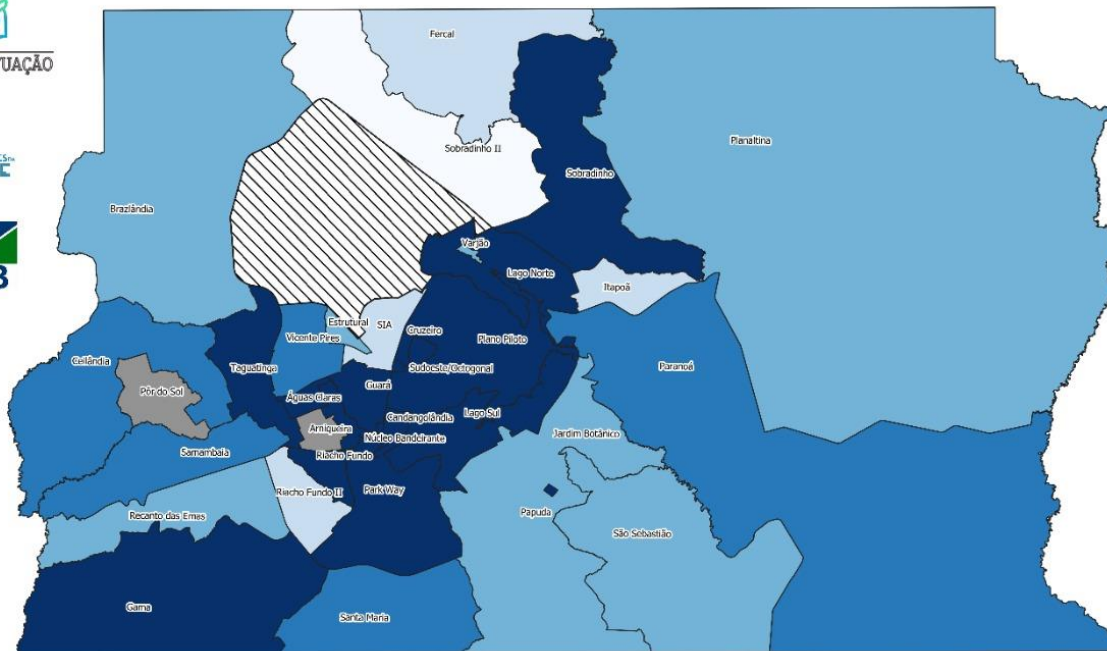 UAÇÃO
Fercal
Sobradinho II
Planaltina
Sobradinho
Brazlândia
Varjão
Lago Norte
Itapoã
Estrutural
SIA
Cruzeiro
Vicente Pires
Plano Piloto
Ceilândia
Taguatinga
Sudoeste/Octogonal
Paranoá
Guará
Pôr do Sol
Águas Claras
Candangolândia
Lago Sul
Arniqueira
Núcleo Bandeirante
Jardim Botânico
Samambaia
Riacho Fundo
Riacho Fundo II
Park Way
Recanto das Emas
Papuda
São Sebastião
Gama
Santa Maria